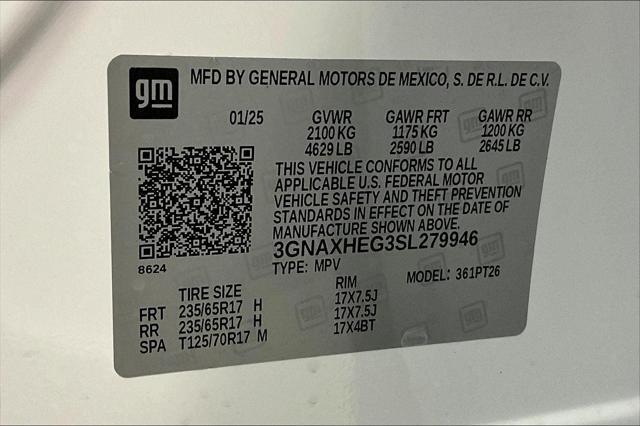 gm
MFD BY GENERAL MOTORS DE MEXICO, S. DE R.L. DE C.V.
01/25 GVWR GAWR FRT GAWR RR
2100 KG 1175 KG 1200 KG
4629 LB 2590 LB 2645 LB
THIS VEHICLE CONFORMS TO ALL
APPLICABLE U.S. FEDERAL MOTOR
VEHICLE SAFETY AND THEFT PREVENTION
STANDARDS IN EFFECT ON THE DATE OF
MANUFACTURE SHOWN ABOVE.
3GNAXHEG3SL279946
8624
TYPE: MPV MODEL: 361PT26
TIRE SIZE RIM
FRT 235/65R17 H 17X7.5J
RR 235/65R17 H 17X7.5J
SPA T125/70R17 M 17X4BT